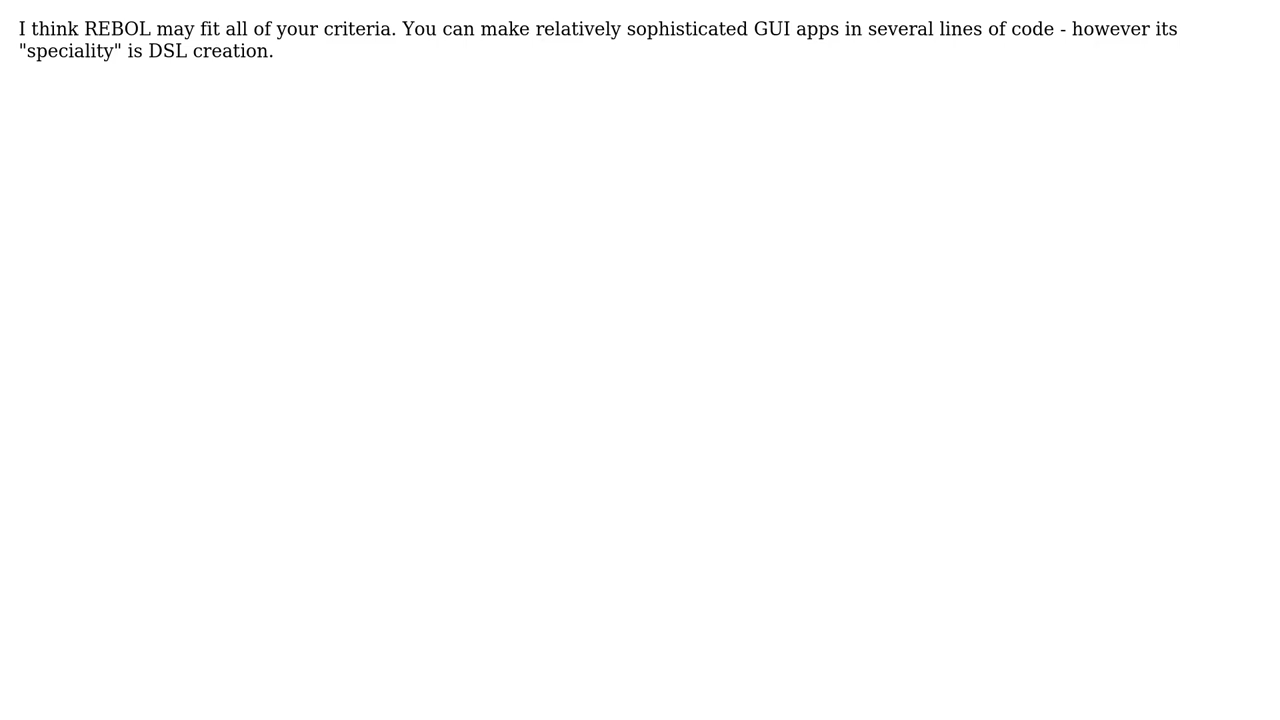 I think REBOL may fit all of your criteria. You can make relatively sophisticated GUI apps in several lines of code - however its
"speciality" is DSL creation.